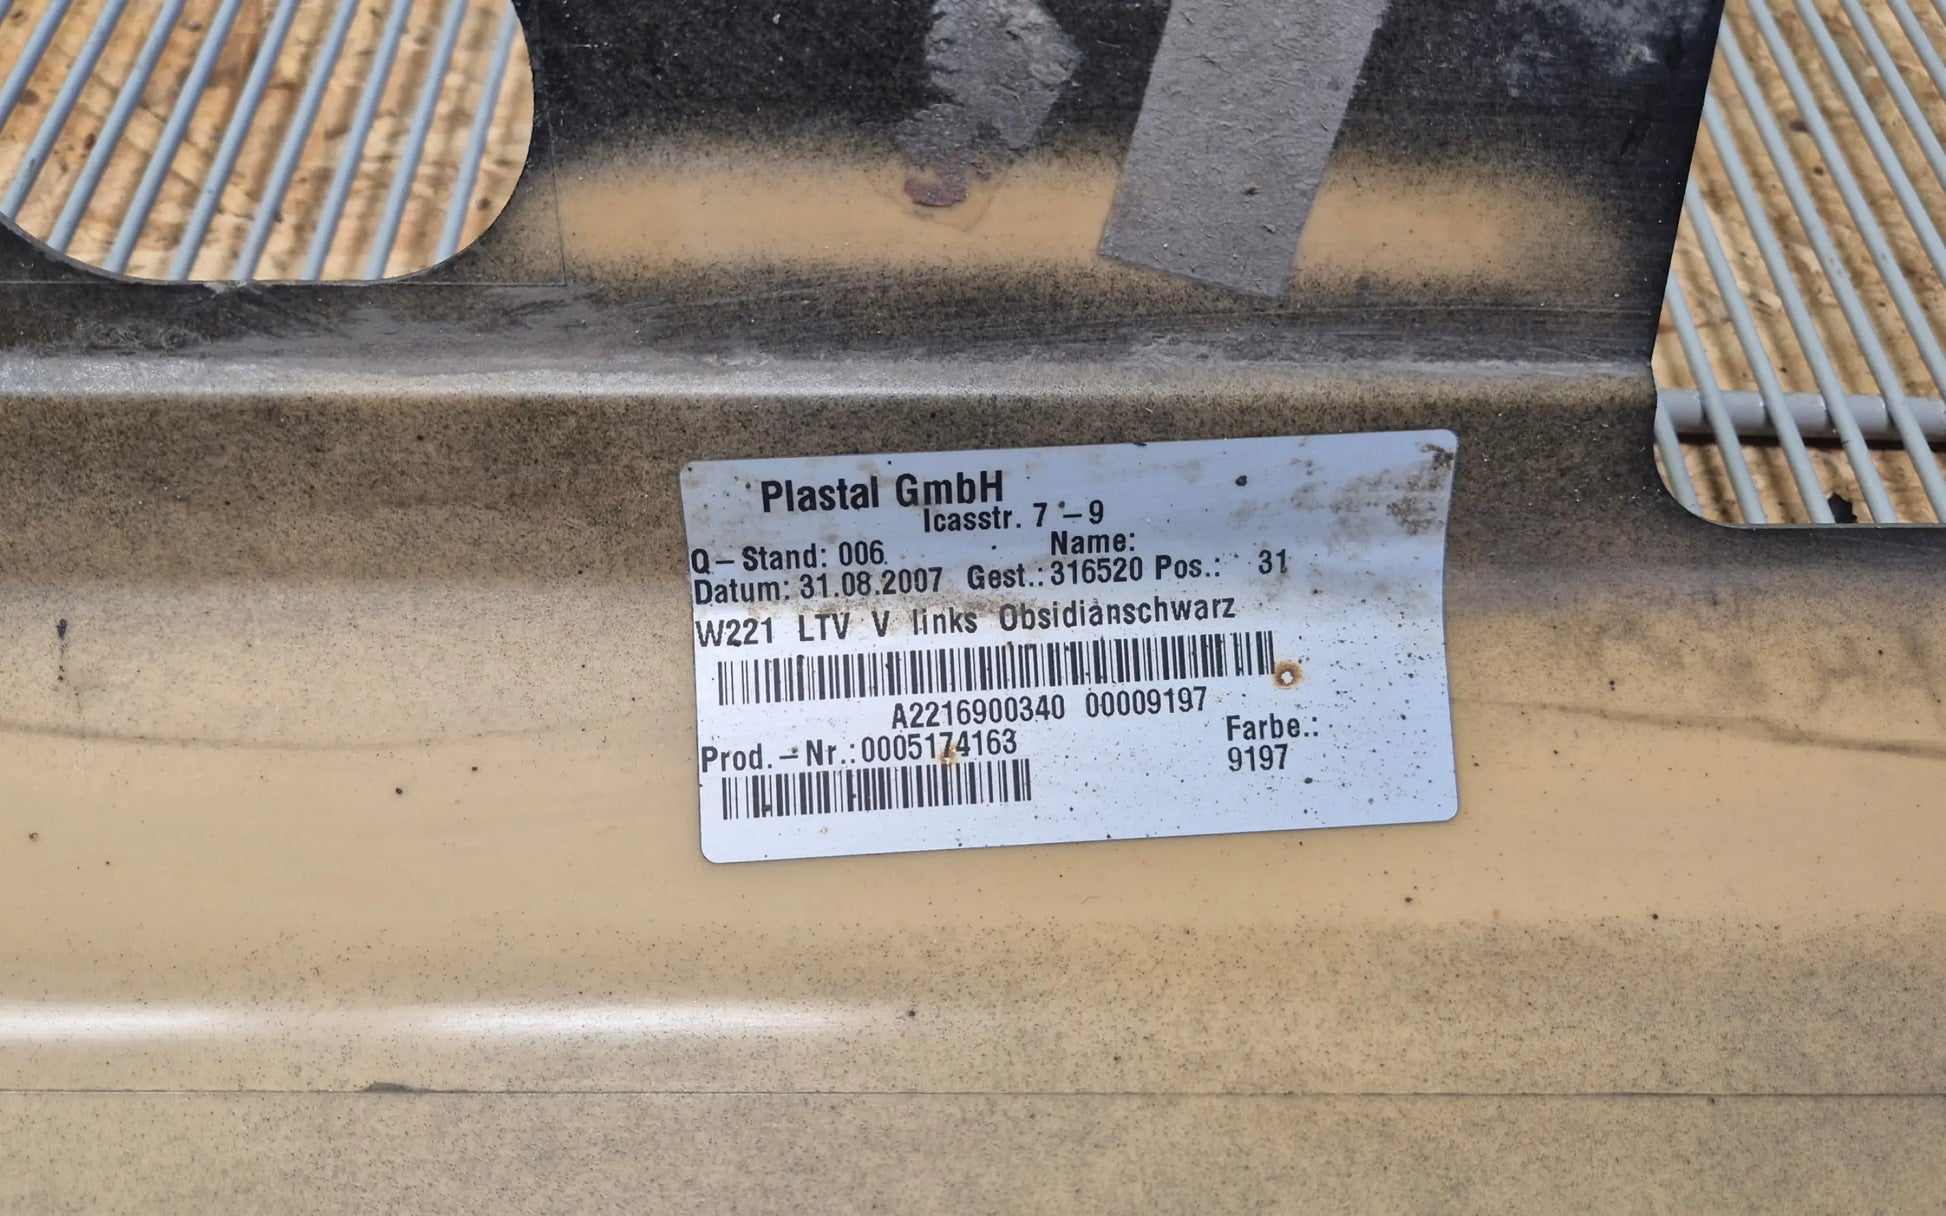 Plastal GmbH
Icasstr. 7 -9
Q-Stand: 006 Name:
Datum: 31.08.2007 Gest.: 316520 Pos.: 31
W221 LTV V links Obsidianschwarz
A2216900340 00009197
Prod.-Nr.:0005174163 Farbe.:
9197